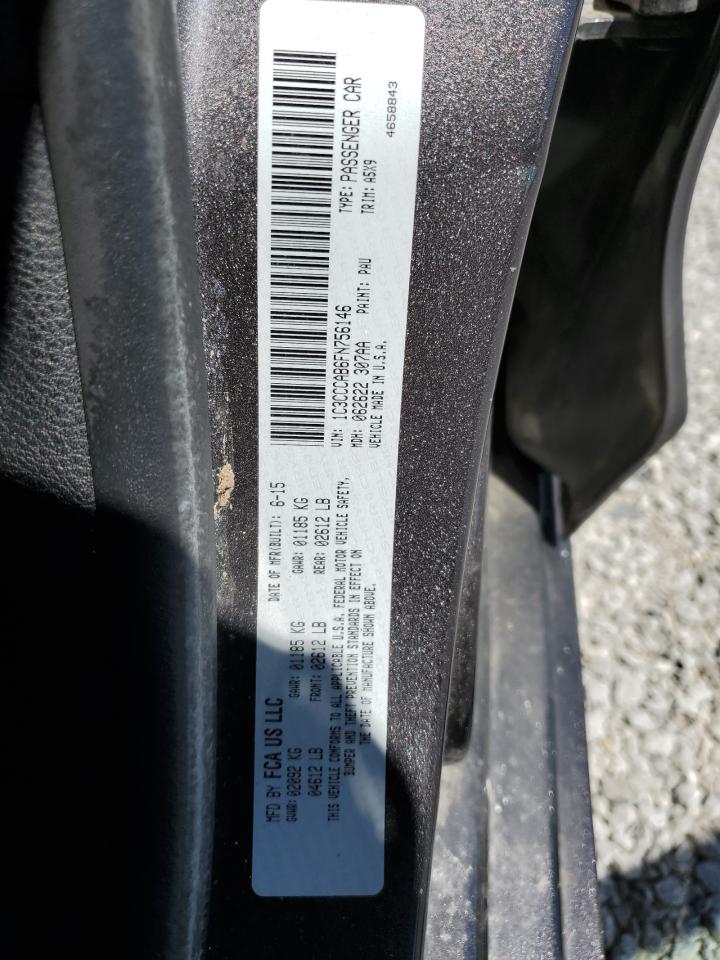 MFD BY FCA US LLC
DATE OF MFR(BUILT): 6-15
GVWR: 02092 KG
GAWR: 01185 KG
GAWR: 01185 KG
04612 LB
FRONT: 02612 LB
REAR: 02612 LB
THIS VEHICLE CONFORMS TO ALL APPLICABLE U.S.A. FEDERAL MOTOR VEHICLE SAFETY,
BUMPER AND THEFT PREVENTION STANDARDS IN EFFECT ON
THE DATE OF MANUFACTURE SHOWN ABOVE.
VIN: 1C3CCCAB6FN756146
TYPE: PASSENGER CAR
MDH: 062622 307AA
PAINT: PAU
TRIM: A5X9
VEHICLE MADE IN U.S.A.
4658843